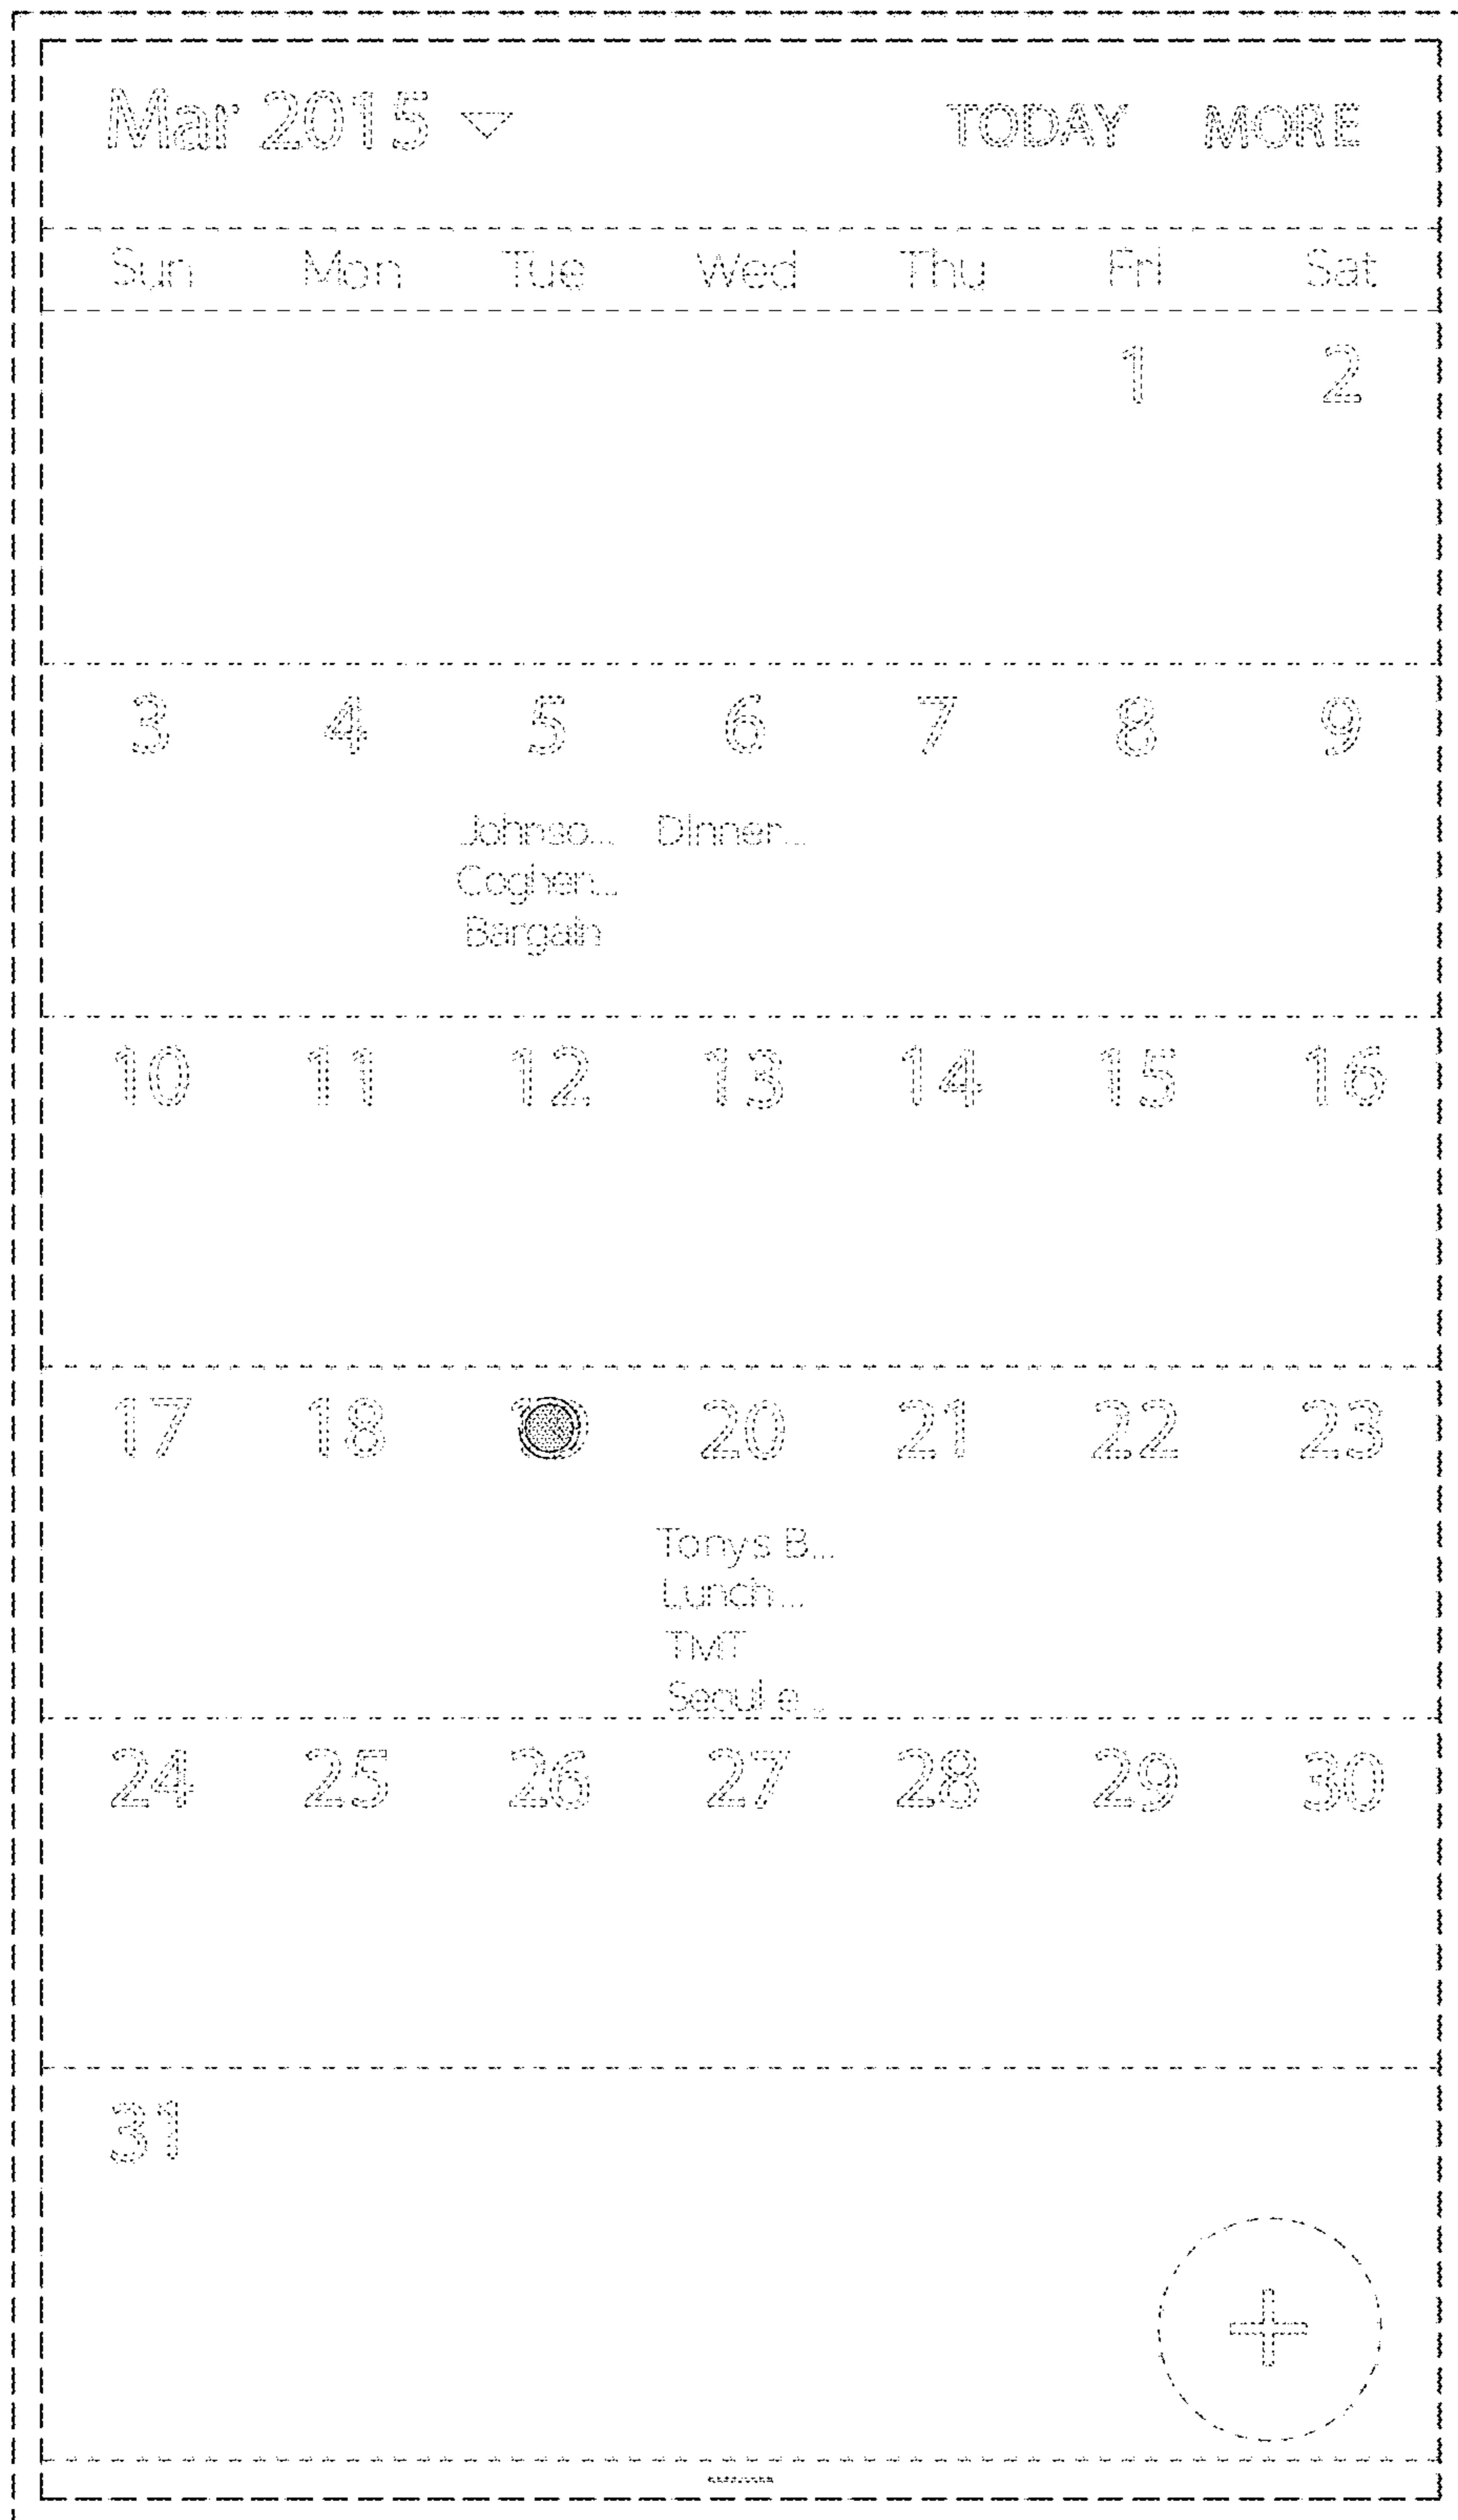 Mar 2015 TODAY MORE
Sun Mon Tue Wed Thu Fri Sat
1 2
3 4 5 6 7 8 9
Johnso... Dinner...
Coghen...
Bargain
10 11 12 13 14 15 16
17 18 20 21 22 23
Tonys B...
Lunch...
TMT
Seoul e...
24 25 26 27 28 29 30
31
+